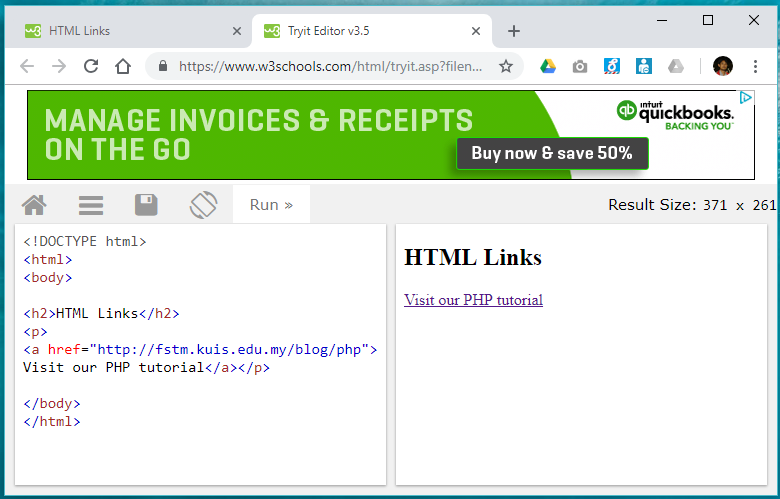 HTML Links
Tryit Editor v3.5
https://www.w3schools.com/html/tryit.asp?filen...
MANAGE INVOICES & RECEIPTS
ON THE GO
intuit
quickbooks.
BACKING YOU™
Buy now & save 50%
Run »
Result Size: 371 x 261
<!DOCTYPE html>
<html>
<body>
<h2>HTML Links</h2>
<p>
<a href="http://fstm.kuis.edu.my/blog/php">
Visit our PHP tutorial</a></p>
</body>
</html>
HTML Links
Visit our PHP tutorial